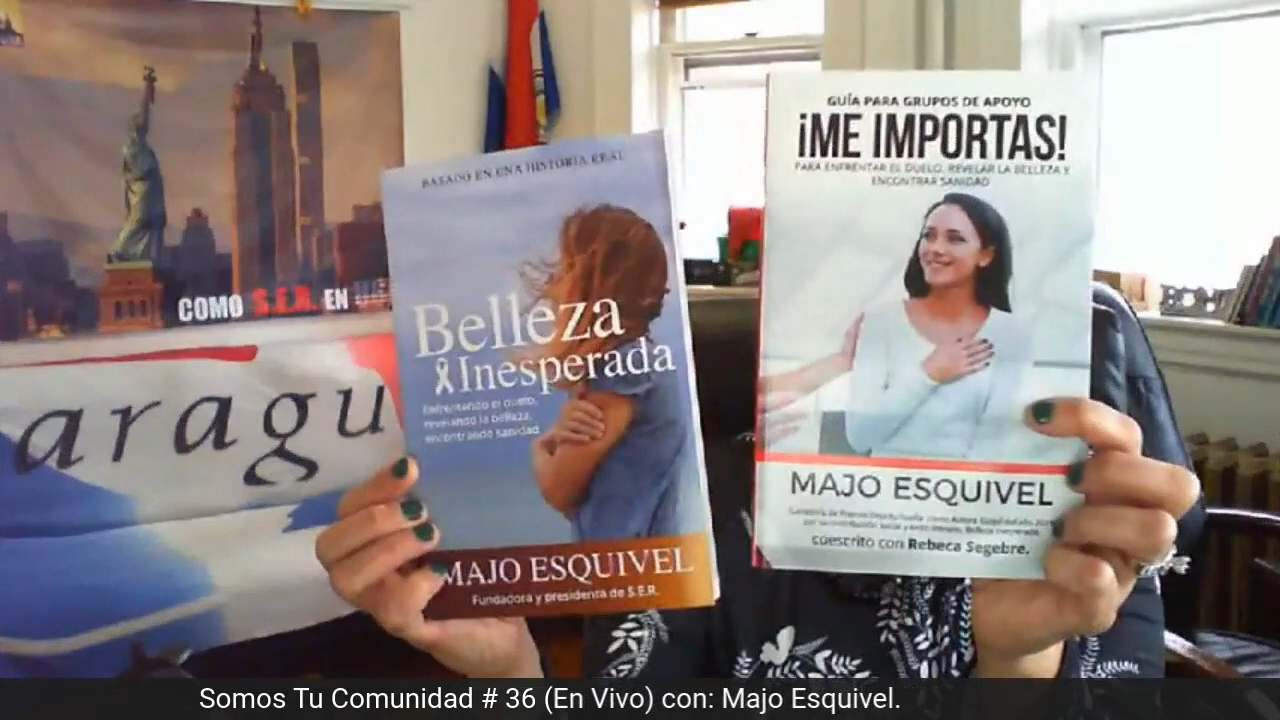 COMO S.E.R. EN
aragu
BASADO EN UNA HISTORIA REAL
Belleza
Inesperada
Enfrentando el duelo,
revelando la belleza,
encontrando sanidad
MAJO ESQUIVEL
Fundadora y presidenta de S.E.R.
GUÍA PARA GRUPOS DE APOYO
¡ME IMPORTAS!
PARA ENFRENTAR EL DUELO, REVELAR LA BELLEZA Y
ENCONTRAR SANIDAD
MAJO ESQUIVEL
coescrito con Rebeca Segebre.
Somos Tu Comunidad # 36 (En Vivo) con: Majo Esquivel.